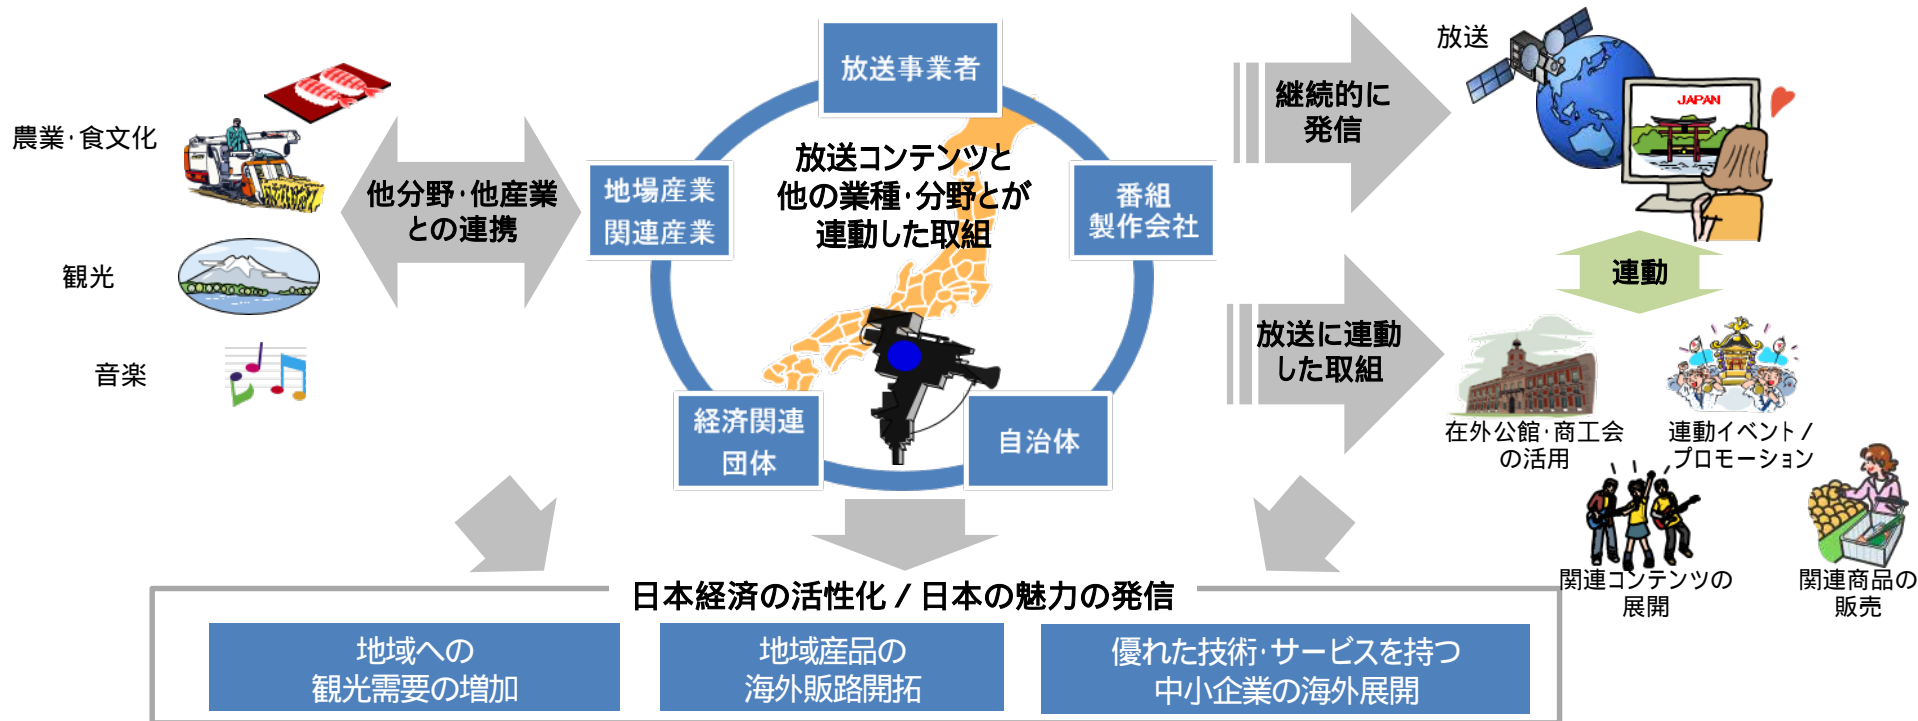 農業・食文化
観光
音楽
他分野・他産業
との連携
放送事業者
地場産業
関連産業
放送コンテンツと
他の業種・分野とが
連動した取組
番組
製作会社
経済関連
団体
自治体
継続的に
発信
放送に連動
した取組
放送
JAPAN
連動
在外公館・商工会
の活用
連動イベント /
プロモーション
関連コンテンツの
展開
関連商品の
販売
日本経済の活性化 / 日本の魅力の発信
地域への
観光需要の増加
地域産品の
海外販路開拓
優れた技術・サービスを持つ
中小企業の海外展開